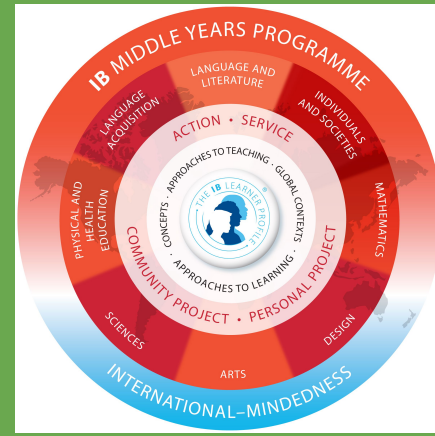 IB MIDDLE YEARS PROGRAMME
LANGUAGE AND
LITERATURE
INDIVIDUALS
AND SOCIETIES
MATHEMATICS
DESIGN
ARTS
SCIENCES
PHYSICAL AND
HEALTH
EDUCATION
LANGUAGE
ACQUISITION
ACTION • SERVICE
PERSONAL PROJECT
• COMMUNITY PROJECT
APPROACHES TO TEACHING · GLOBAL CONTEXTS
· APPROACHES TO LEARNING ·
CONCEPTS ·
THE IB LEARNER PROFILE
®
INTERNATIONAL–MINDEDNESS